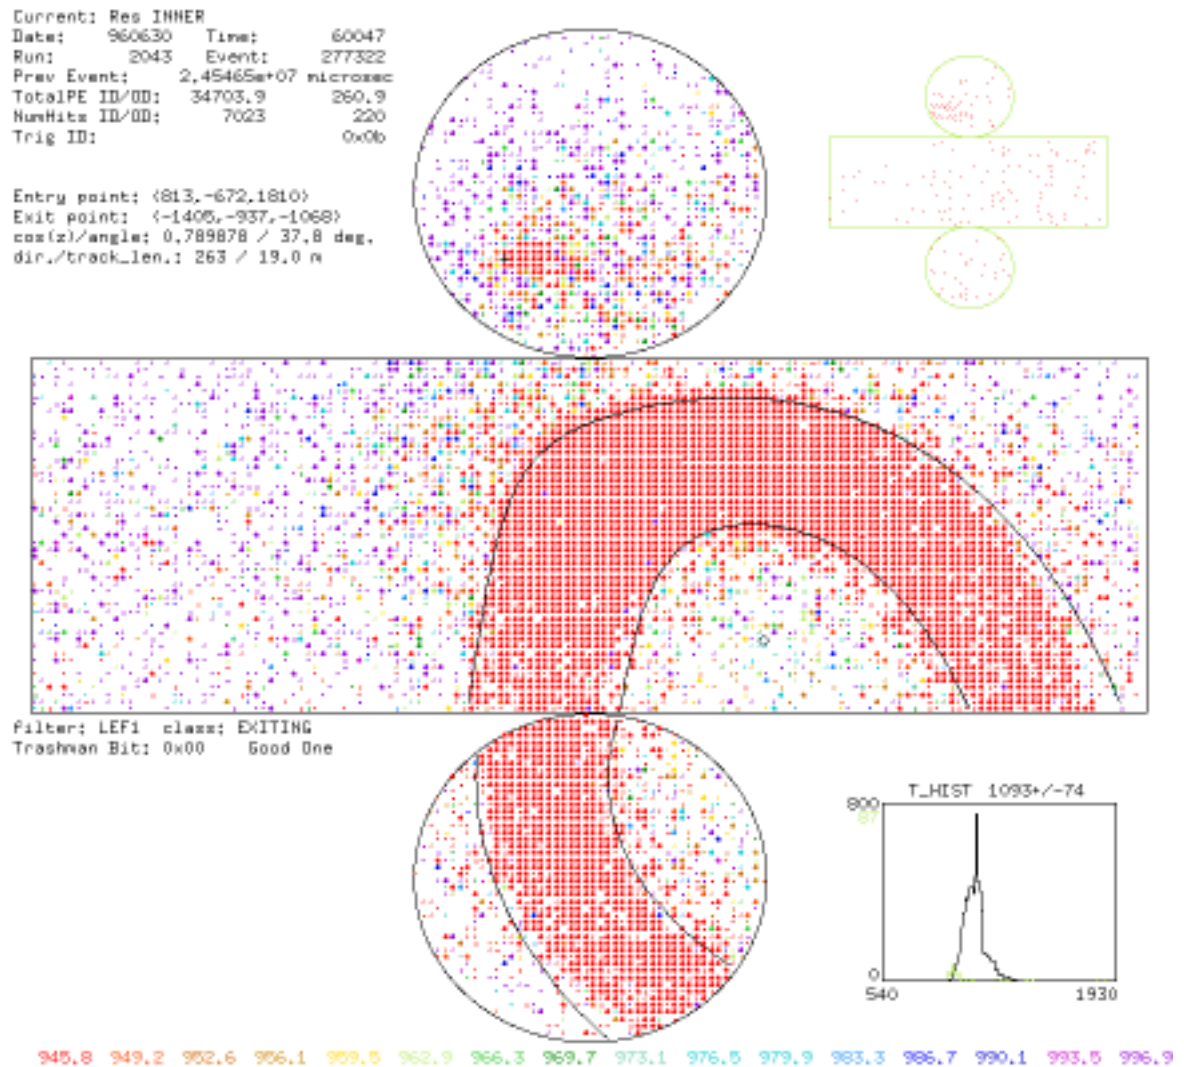 Current: Res INNER
Date: 960630 Time: 60047
Run: 2043 Event: 277322
Prev Event: 2.45465e+07 microsec
TotalPE ID/OD: 34703.9 260.9
NumHits ID/OD: 7023 220
Trig ID: 0x0b
Entry point: (813,-672,1810)
Exit point: (-1405,-937,-1068)
cos(z)/angle: 0.789878 / 37.8 deg.
dir./track_len.: 263 / 19.0 m
filter: LEF1 class: EXITING
Trashman Bit: 0x00 Good One
T_HIST 1093+/-74
800
87
0
540 1930
945.8 949.2 952.6 956.1 959.5 962.9 966.3 969.7 973.1 976.5 979.9 983.3 986.7 990.1 993.5 996.9